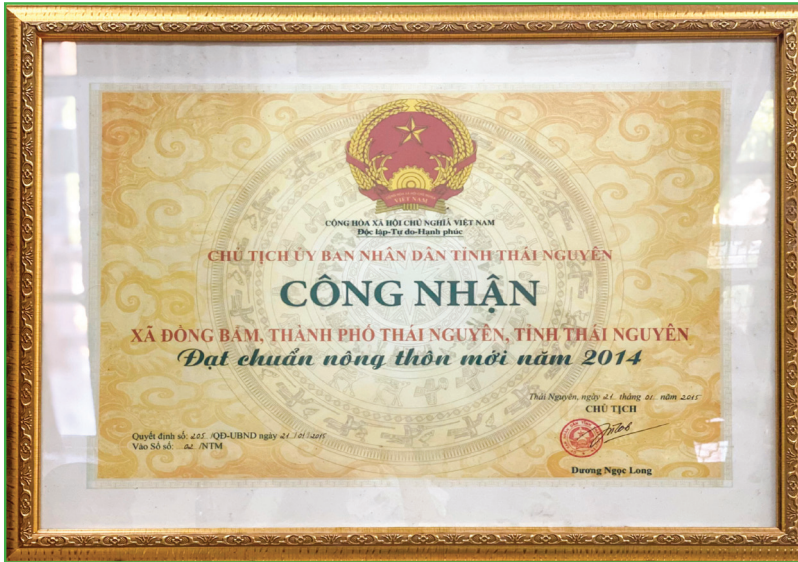 VIỆT NAM
CỘNG HÒA XÃ HỘI CHỦ NGHĨA VIỆT NAM
Độc lập-Tự do-Hạnh phúc
CHỦ TỊCH ỦY BAN NHÂN DÂN TỈNH THÁI NGUYÊN
CÔNG NHẬN
XÃ ĐỒNG BẨM, THÀNH PHỐ THÁI NGUYÊN, TỈNH THÁI NGUYÊN
Đạt chuẩn nông thôn mới năm 2014
Thái Nguyên, ngày 21 tháng 01 năm 2015
CHỦ TỊCH
Quyết định số: 205 /QĐ-UBND ngày 21/01/2015
Vào Sổ số: 02 /NTM
Dương Ngọc Long